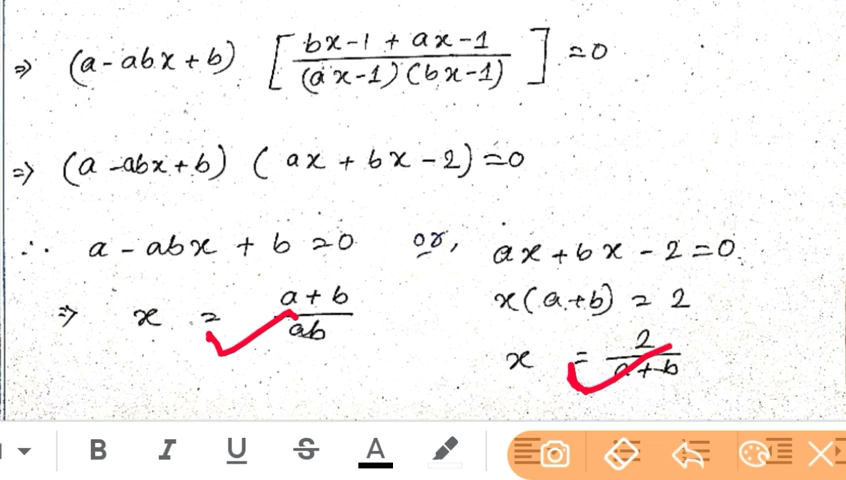 ⇒ (a - abx + b) [ (bx-1 + ax-1) / (ax-1)(bx-1) ] = 0
⇒ (a - abx + b) ( ax + bx - 2) = 0
∴ a - abx + b = 0 or, ax + bx - 2 = 0.
⇒ x = (a + b) / ab
x(a+b) = 2
x = 2 / (a+b)
B I U S A